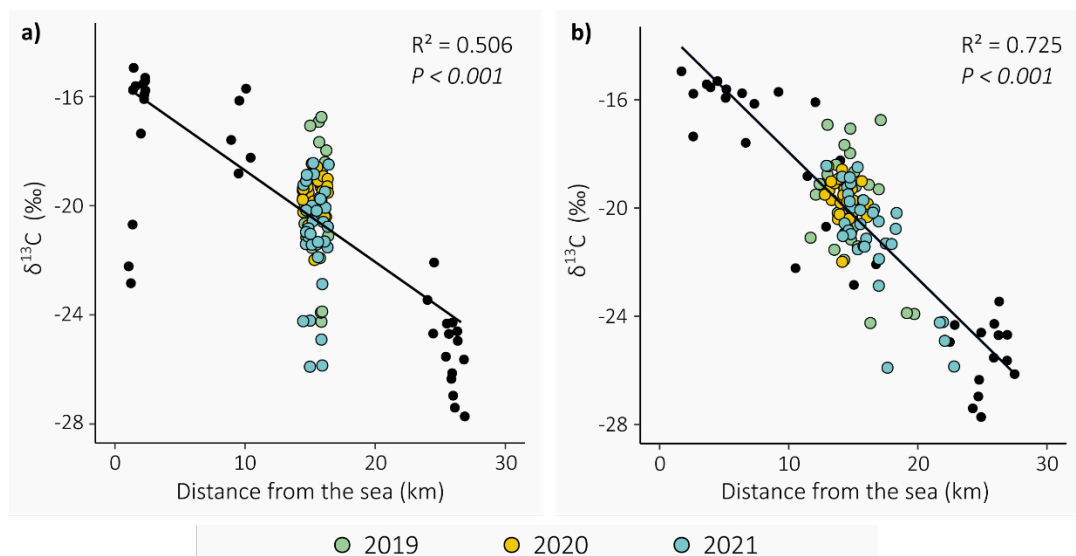 a)
R² = 0.506
P < 0.001
-16
-20
-24
-28
δ¹³C (‰)
0 10 20 30
Distance from the sea (km)
b)
R² = 0.725
P < 0.001
-16
-20
-24
-28
δ¹³C (‰)
0 10 20 30
Distance from the sea (km)
2019 2020 2021